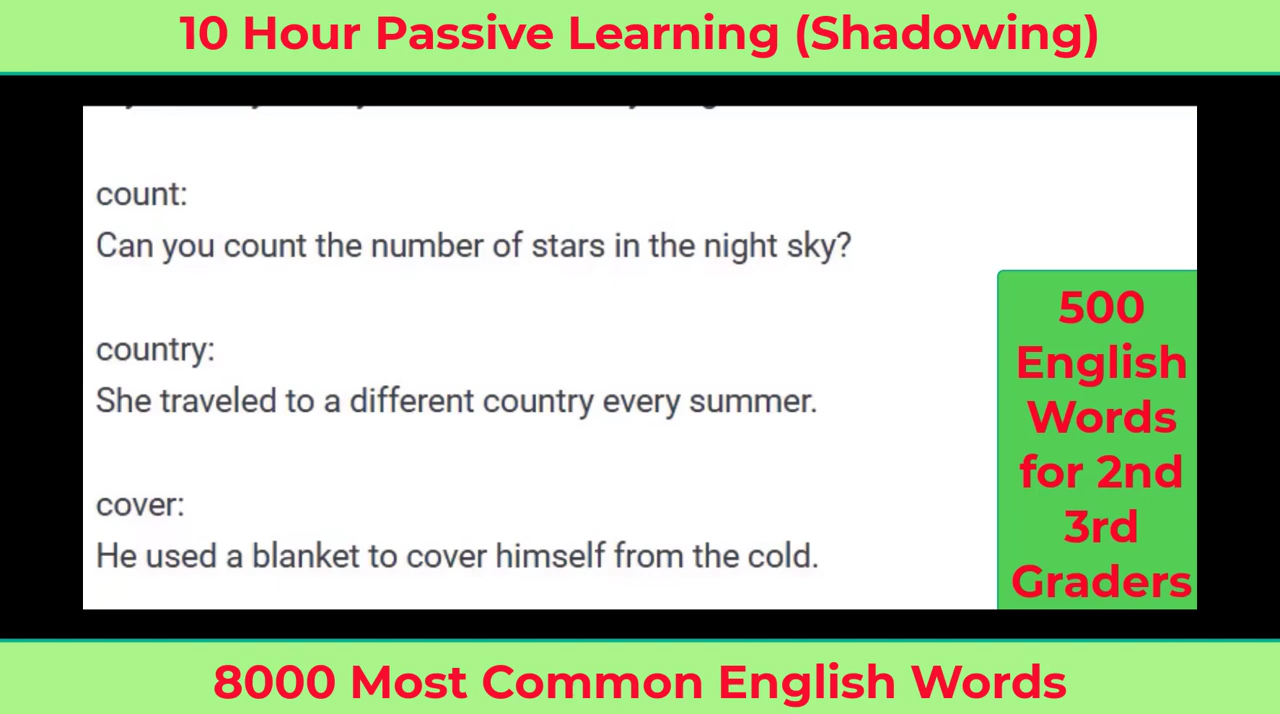 10 Hour Passive Learning (Shadowing)
count:
Can you count the number of stars in the night sky?
country:
She traveled to a different country every summer.
cover:
He used a blanket to cover himself from the cold.
500
English
Words
for 2nd
3rd
Graders
8000 Most Common English Words